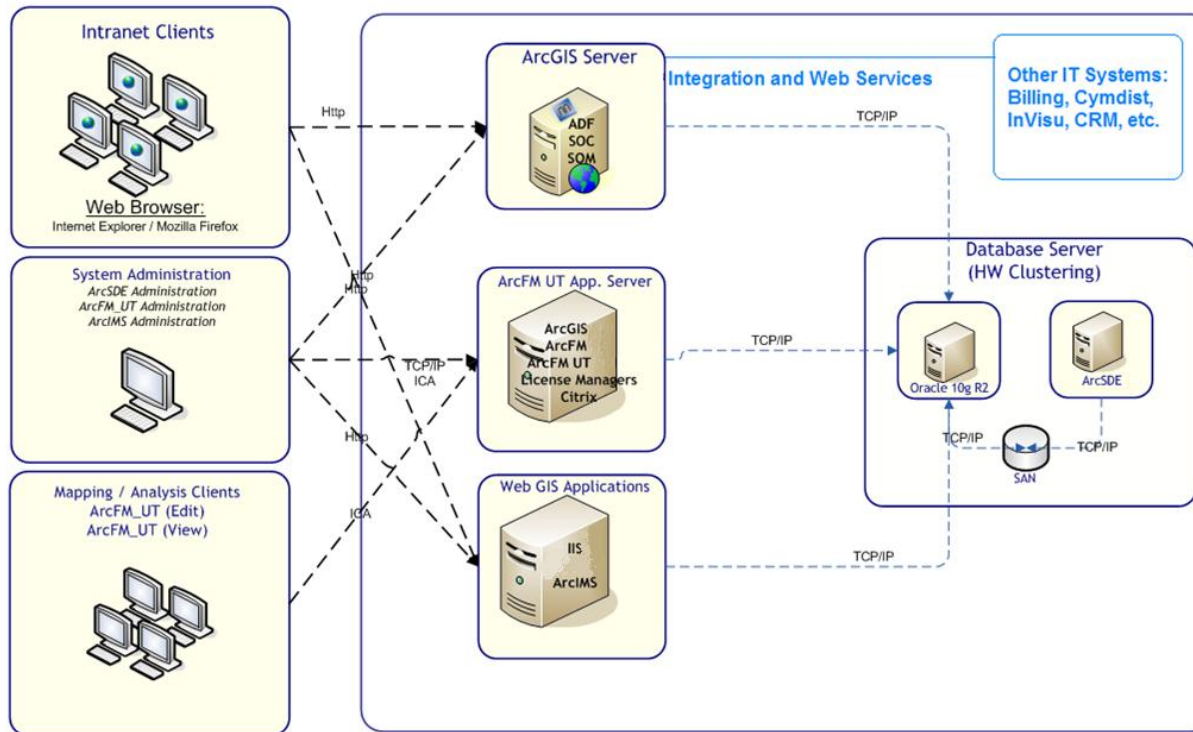 Intranet Clients
Web Browser:
Internet Explorer / Mozilla Firefox
System Administration
ArcSDE Administration
ArcFM_UT Administration
ArcIMS Administration
Mapping / Analysis Clients
ArcFM_UT (Edit)
ArcFM_UT (View)
Http
Http
Http
TCP/IP
ICA
Http
ICA
ArcGIS Server
ADF
SOC
SOM
Integration and Web Services
Other IT Systems:
Billing, Cymdist,
InVisu, CRM, etc.
TCP/IP
ArcFM UT App. Server
ArcGIS
ArcFM
ArcFM UT
License Managers
Citrix
TCP/IP
Web GIS Applications
IIS
ArcIMS
TCP/IP
Database Server
(HW Clustering)
Oracle 10g R2
ArcSDE
TCP/IP
TCP/IP
SAN